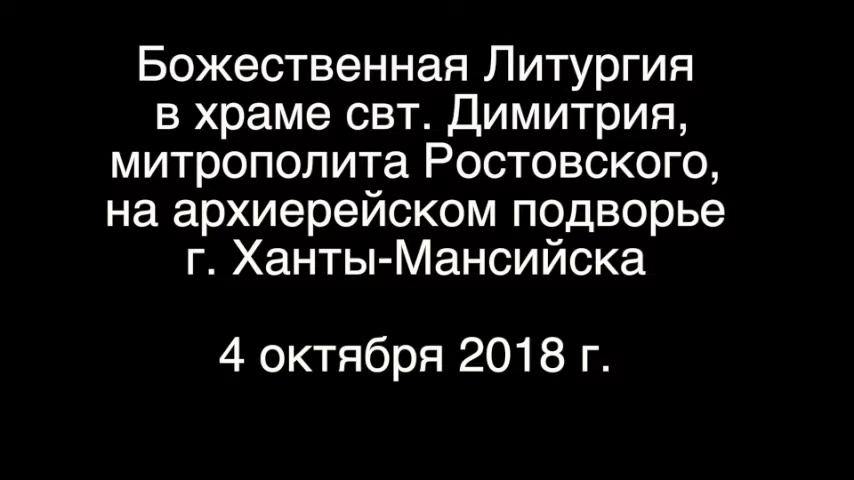 Божественная Литургия
в храме свт. Димитрия,
митрополита Ростовского,
на архиерейском подворье
г. Ханты-Мансийска
4 октября 2018 г.